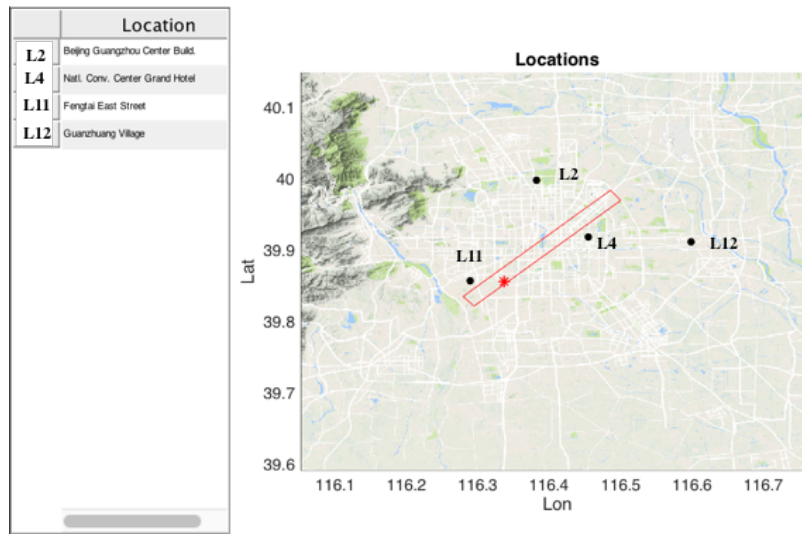 Location
L2 Beijing Guangzhou Center Build.
L4 Natl. Conv. Center Grand Hotel
L11 Fengtai East Street
L12 Guanzhuang Village
Locations
40.1
40
39.9
39.8
39.7
39.6
Lat
L2
L4
L12
L11
116.1 116.2 116.3 116.4 116.5 116.6 116.7
Lon